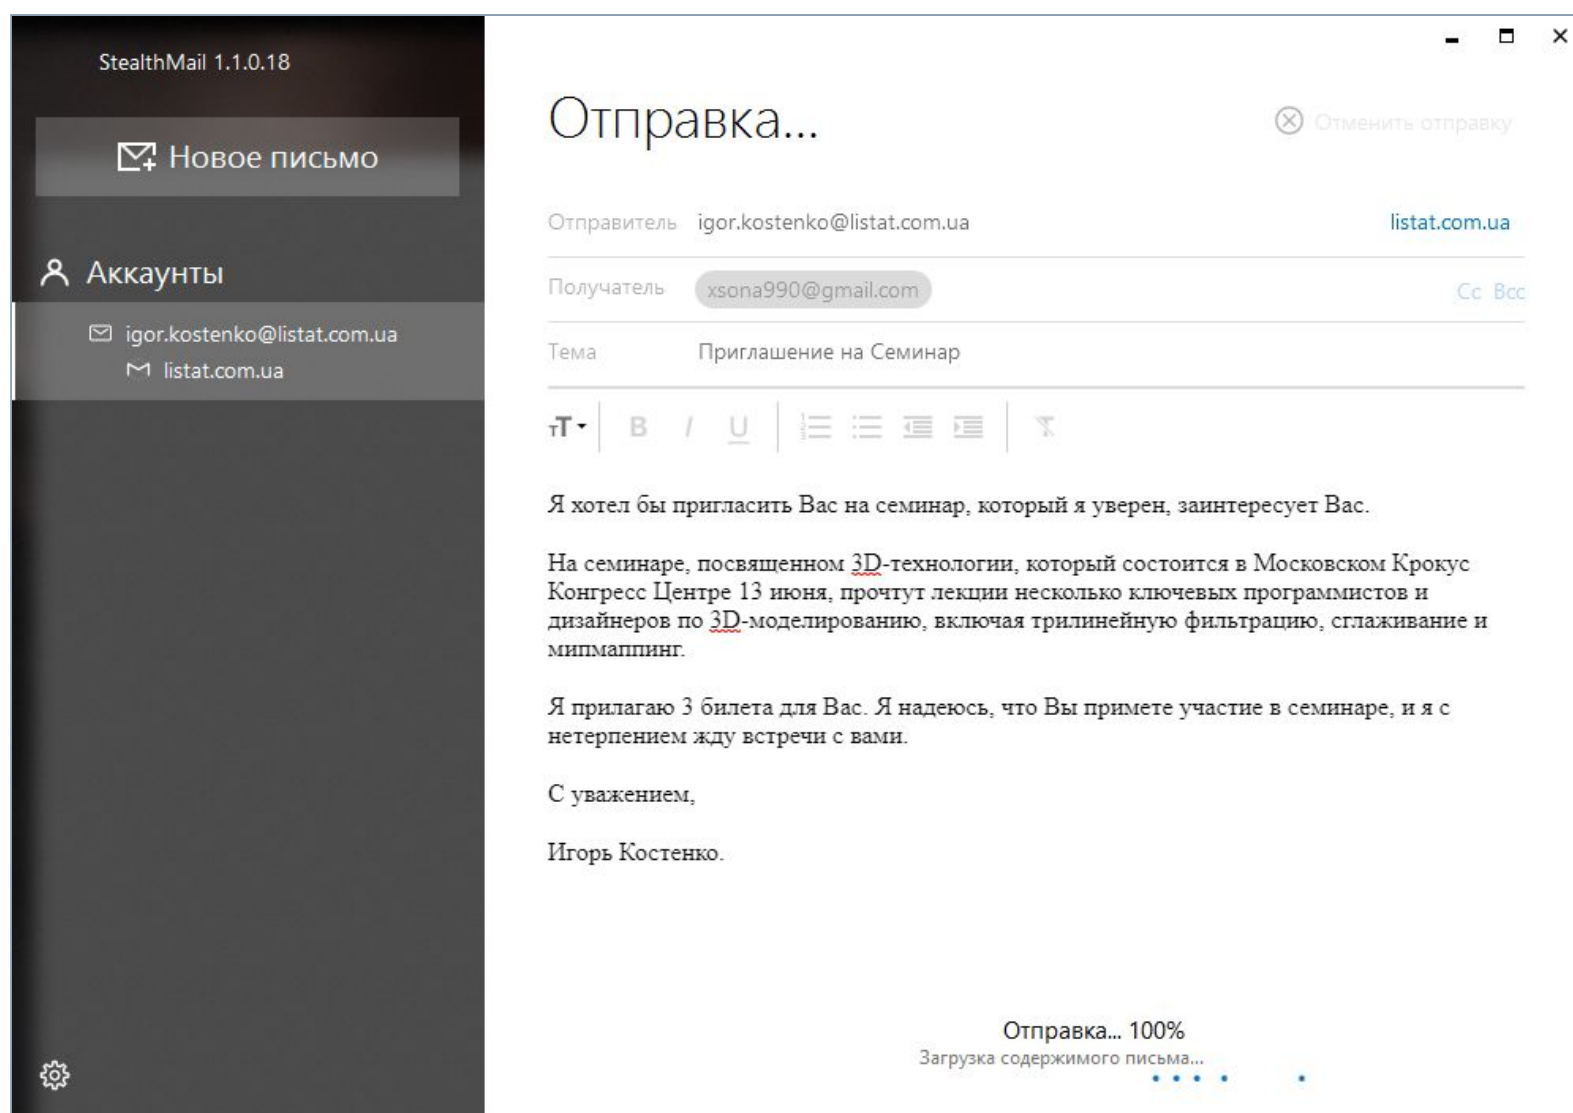 StealthMail 1.1.0.18
Новое письмо
Аккаунты
igor.kostenko@listat.com.ua
listat.com.ua
Отправка...
Отменить отправку
Отправитель igor.kostenko@listat.com.ua listat.com.ua
Получатель xsona990@gmail.com Cc Bcc
Тема Приглашение на Семинар
тТ B I U
Я хотел бы пригласить Вас на семинар, который я уверен, заинтересует Вас.
На семинаре, посвященном 3D-технологии, который состоится в Московском Крокус
Конгресс Центре 13 июня, прочтут лекции несколько ключевых программистов и
дизайнеров по 3D-моделированию, включая трилинейную фильтрацию, сглаживание и
мипмаппинг.
Я прилагаю 3 билета для Вас. Я надеюсь, что Вы примете участие в семинаре, и я с
нетерпением жду встречи с вами.
С уважением,
Игорь Костенко.
Отправка... 100%
Загрузка содержимого письма...